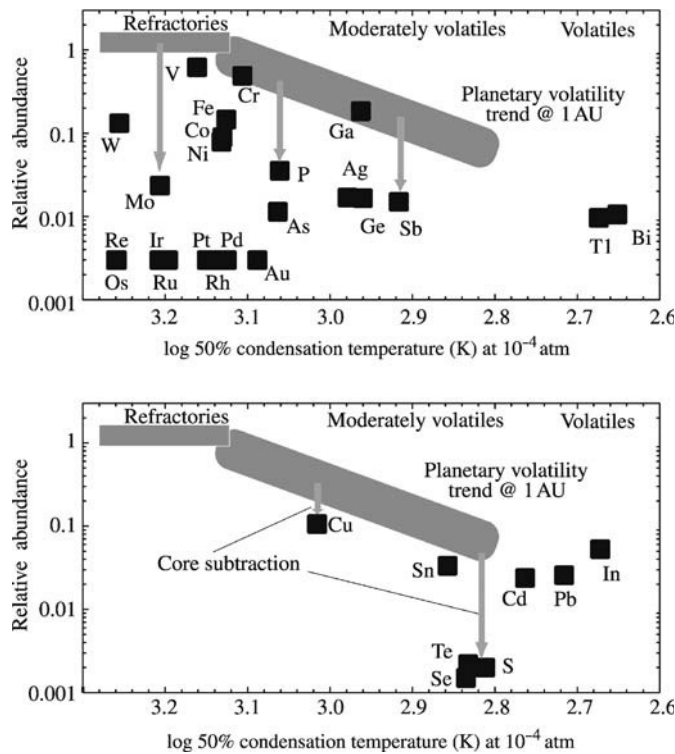 Refractories
Moderately volatiles
Volatiles
1
0.1
0.01
0.001
Relative abundance
V
Cr
Fe
Co
Ni
W
Mo
Ga
P
As
Ag
Ge
Sb
Planetary volatility
trend @ 1 AU
Re
Os
Ir
Ru
Pt
Pd
Rh
Au
T1
Bi
3.2
3.1
3.0
2.9
2.8
2.7
2.6
log 50% condensation temperature (K) at 10⁻⁴ atm
Refractories
Moderately volatiles
Volatiles
1
0.1
0.01
0.001
Relative abundance
Planetary volatility
trend @ 1 AU
Core subtraction
Cu
Sn
Cd
Pb
In
Te
Se
S
3.2
3.1
3.0
2.9
2.8
2.7
2.6
log 50% condensation temperature (K) at 10⁻⁴ atm